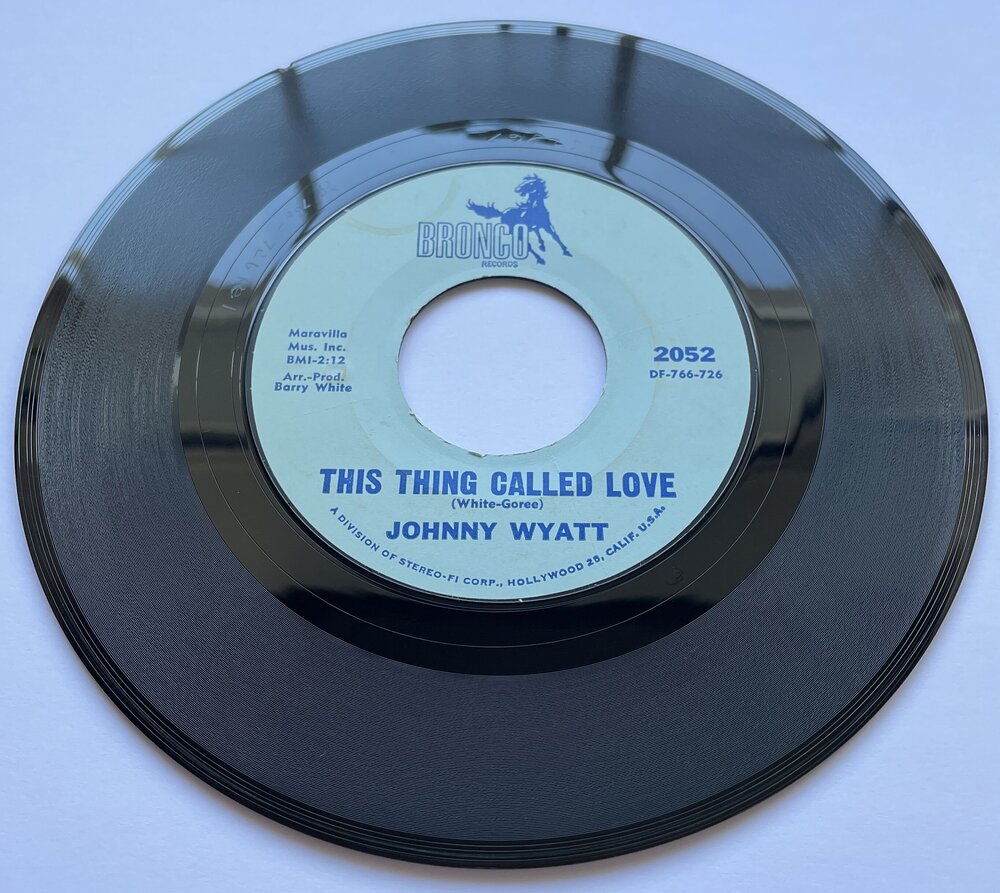 BRONCO
RECORDS
Maravilla
Mus. Inc.
BMI-2:12
Arr.-Prod.
Barry White
2052
DF-766-726
THIS THING CALLED LOVE
(White-Goree)
JOHNNY WYATT
A DIVISION OF STEREO-FI CORP., HOLLYWOOD 28, CALIF. U.S.A.